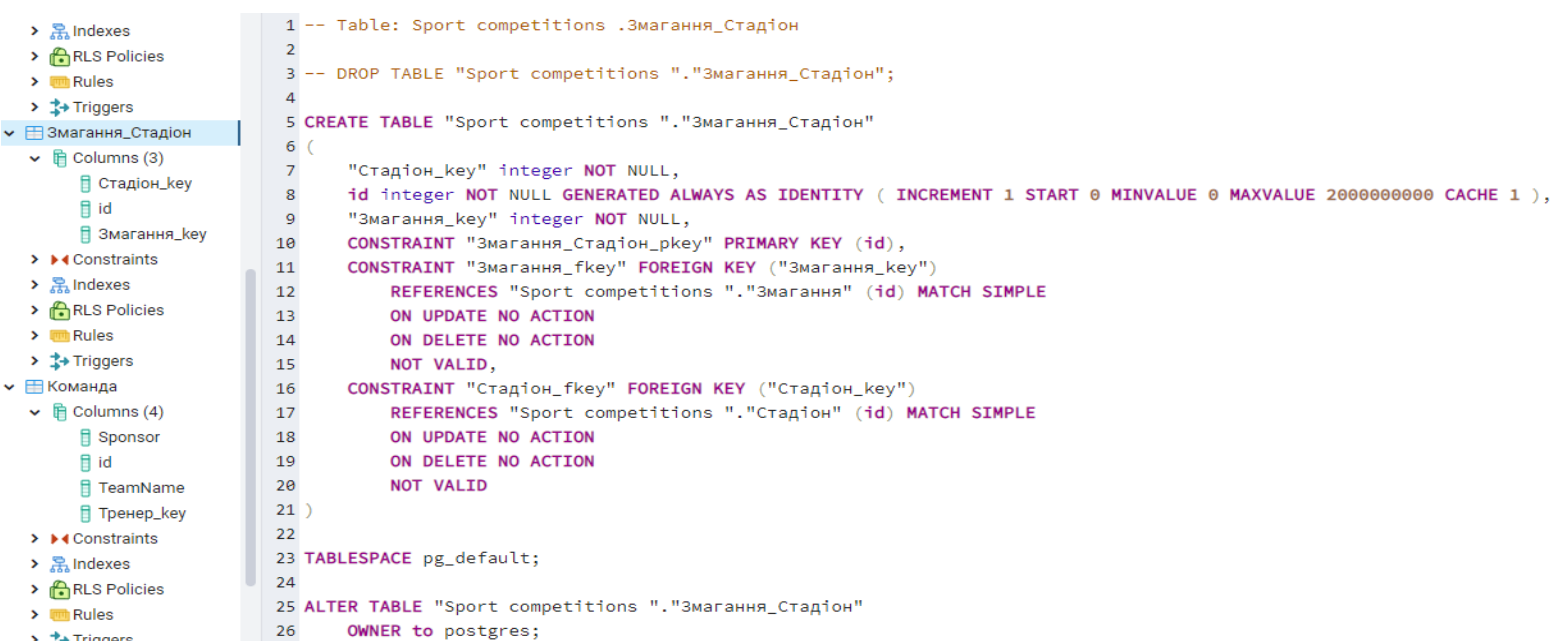 Indexes
RLS Policies
Rules
Triggers
Змагання_Стадіон
Columns (3)
Стадіон_key
id
Змагання_key
Constraints
Indexes
RLS Policies
Rules
Triggers
Команда
Columns (4)
Sponsor
id
TeamName
Тренер_key
Constraints
Indexes
RLS Policies
Rules
Triggers
1 -- Table: Sport competitions .Змагання_Стадіон
2
3 -- DROP TABLE "Sport competitions "."Змагання_Стадіон";
4
5 CREATE TABLE "Sport competitions "."Змагання_Стадіон"
6 (
7 "Стадіон_key" integer NOT NULL,
8 id integer NOT NULL GENERATED ALWAYS AS IDENTITY ( INCREMENT 1 START 0 MINVALUE 0 MAXVALUE 2000000000 CACHE 1 ),
9 "Змагання_key" integer NOT NULL,
10 CONSTRAINT "Змагання_Стадіон_pkey" PRIMARY KEY (id),
11 CONSTRAINT "Змагання_fkey" FOREIGN KEY ("Змагання_key")
12 REFERENCES "Sport competitions "."Змагання" (id) MATCH SIMPLE
13 ON UPDATE NO ACTION
14 ON DELETE NO ACTION
15 NOT VALID,
16 CONSTRAINT "Стадіон_fkey" FOREIGN KEY ("Стадіон_key")
17 REFERENCES "Sport competitions "."Стадіон" (id) MATCH SIMPLE
18 ON UPDATE NO ACTION
19 ON DELETE NO ACTION
20 NOT VALID
21 )
22
23 TABLESPACE pg_default;
24
25 ALTER TABLE "Sport competitions "."Змагання_Стадіон"
26 OWNER to postgres;